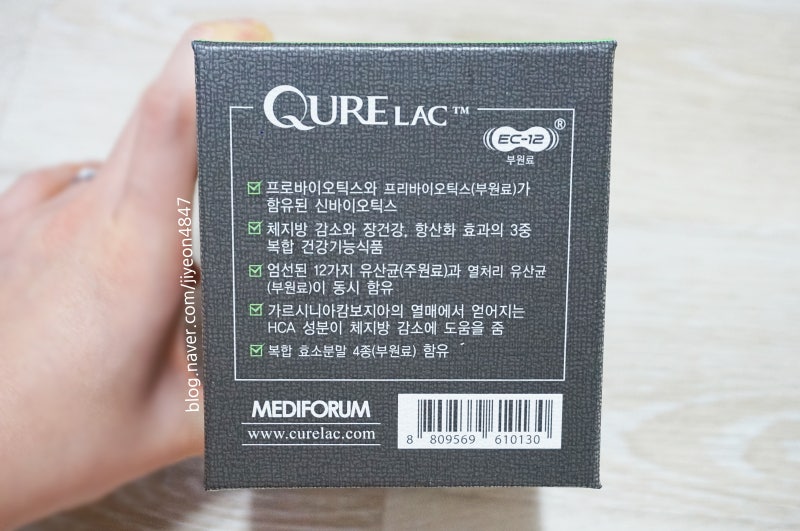 QURELAC™
EC-12®
부원료
프로바이오틱스와 프리바이오틱스(부원료)가
함유된 신바이오틱스
체지방 감소와 장건강, 항산화 효과의 3중
복합 건강기능식품
엄선된 12가지 유산균(주원료)과 열처리 유산균
(부원료)이 동시 함유
가르시니아캄보지아의 열매에서 얻어지는
HCA 성분이 체지방 감소에 도움을 줌
복합 효소분말 4종(부원료) 함유
MEDIFORUM
www.curelac.com
8 809569 610130
blog.naver.com/jiyeon4847